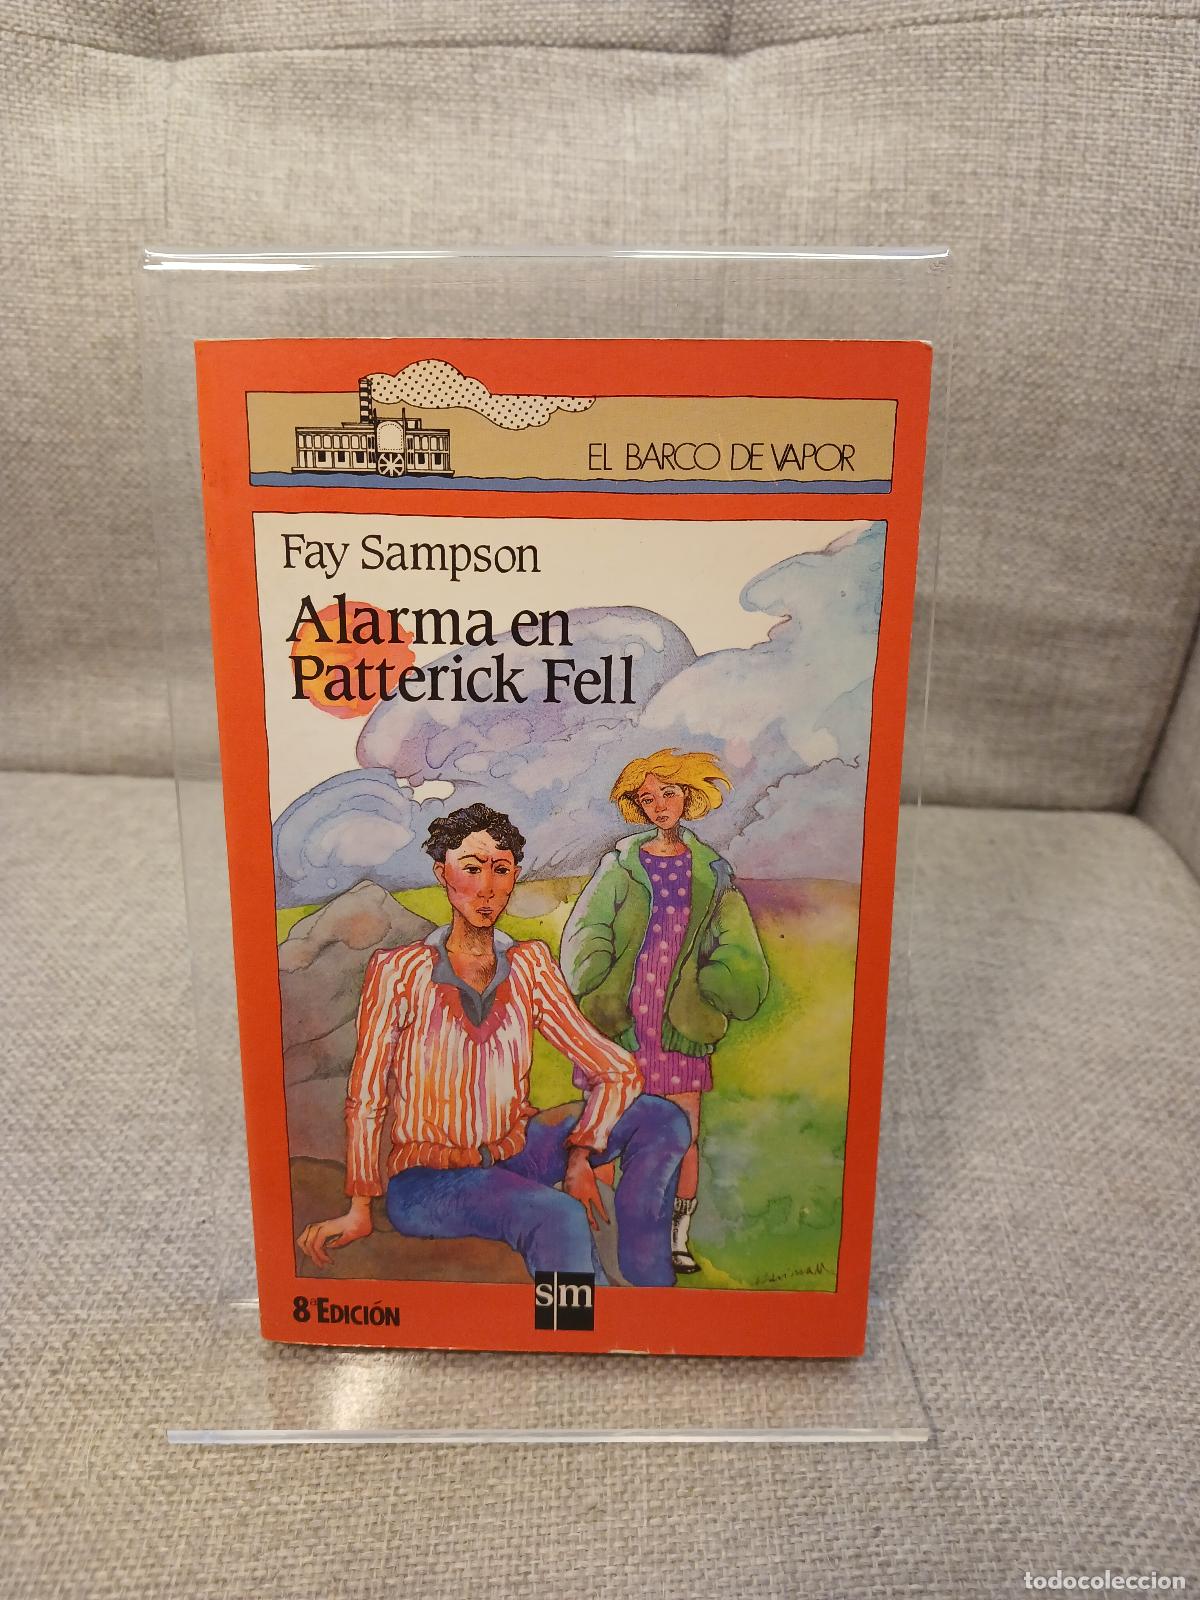 EL BARCO DE VAPOR
Fay Sampson
Alarma en
Patterick Fell
8ª EDICIÓN
sm
todocoleccion